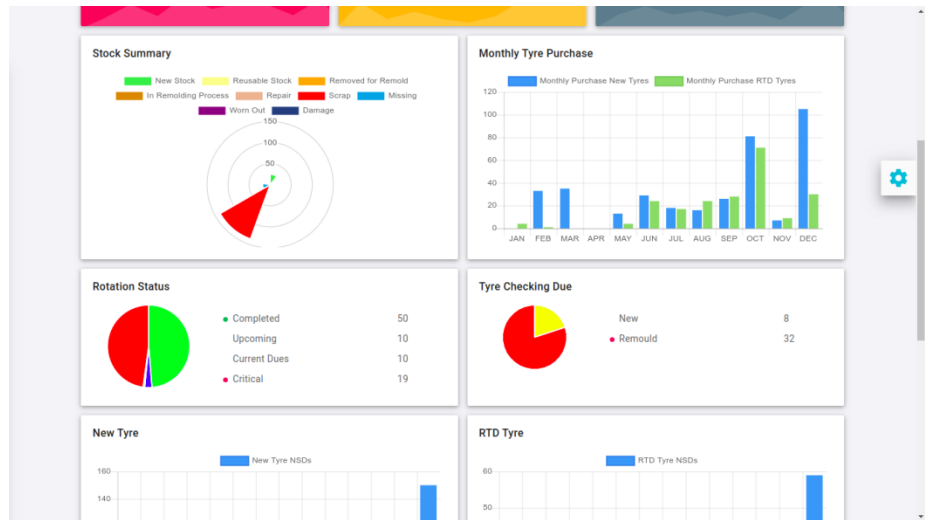 Stock Summary
New Stock Reusable Stock Removed for Remold
In Remolding Process Repair Scrap Missing
Worn Out Damage
150
100
50
Monthly Tyre Purchase
Monthly Purchase New Tyres Monthly Purchase RTD Tyres
120
100
80
60
40
20
0
JAN FEB MAR APR MAY JUN JUL AUG SEP OCT NOV DEC
Rotation Status
Completed 50
Upcoming 10
Current Dues 10
Critical 19
Tyre Checking Due
New 8
Remould 32
New Tyre
New Tyre NSDs
160
140
RTD Tyre
RTD Tyre NSDs
60
50